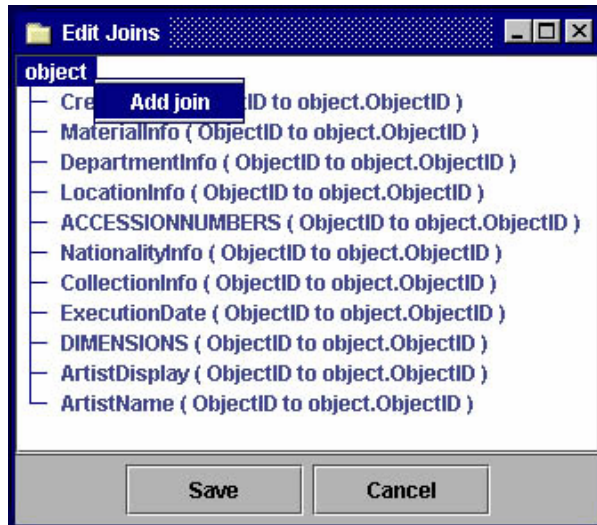 Edit Joins
object
Add join
Cre ID to object.ObjectID )
MaterialInfo ( ObjectID to object.ObjectID )
DepartmentInfo ( ObjectID to object.ObjectID )
LocationInfo ( ObjectID to object.ObjectID )
ACCESSIONNUMBERS ( ObjectID to object.ObjectID )
NationalityInfo ( ObjectID to object.ObjectID )
CollectionInfo ( ObjectID to object.ObjectID )
ExecutionDate ( ObjectID to object.ObjectID )
DIMENSIONS ( ObjectID to object.ObjectID )
ArtistDisplay ( ObjectID to object.ObjectID )
ArtistName ( ObjectID to object.ObjectID )
Save Cancel